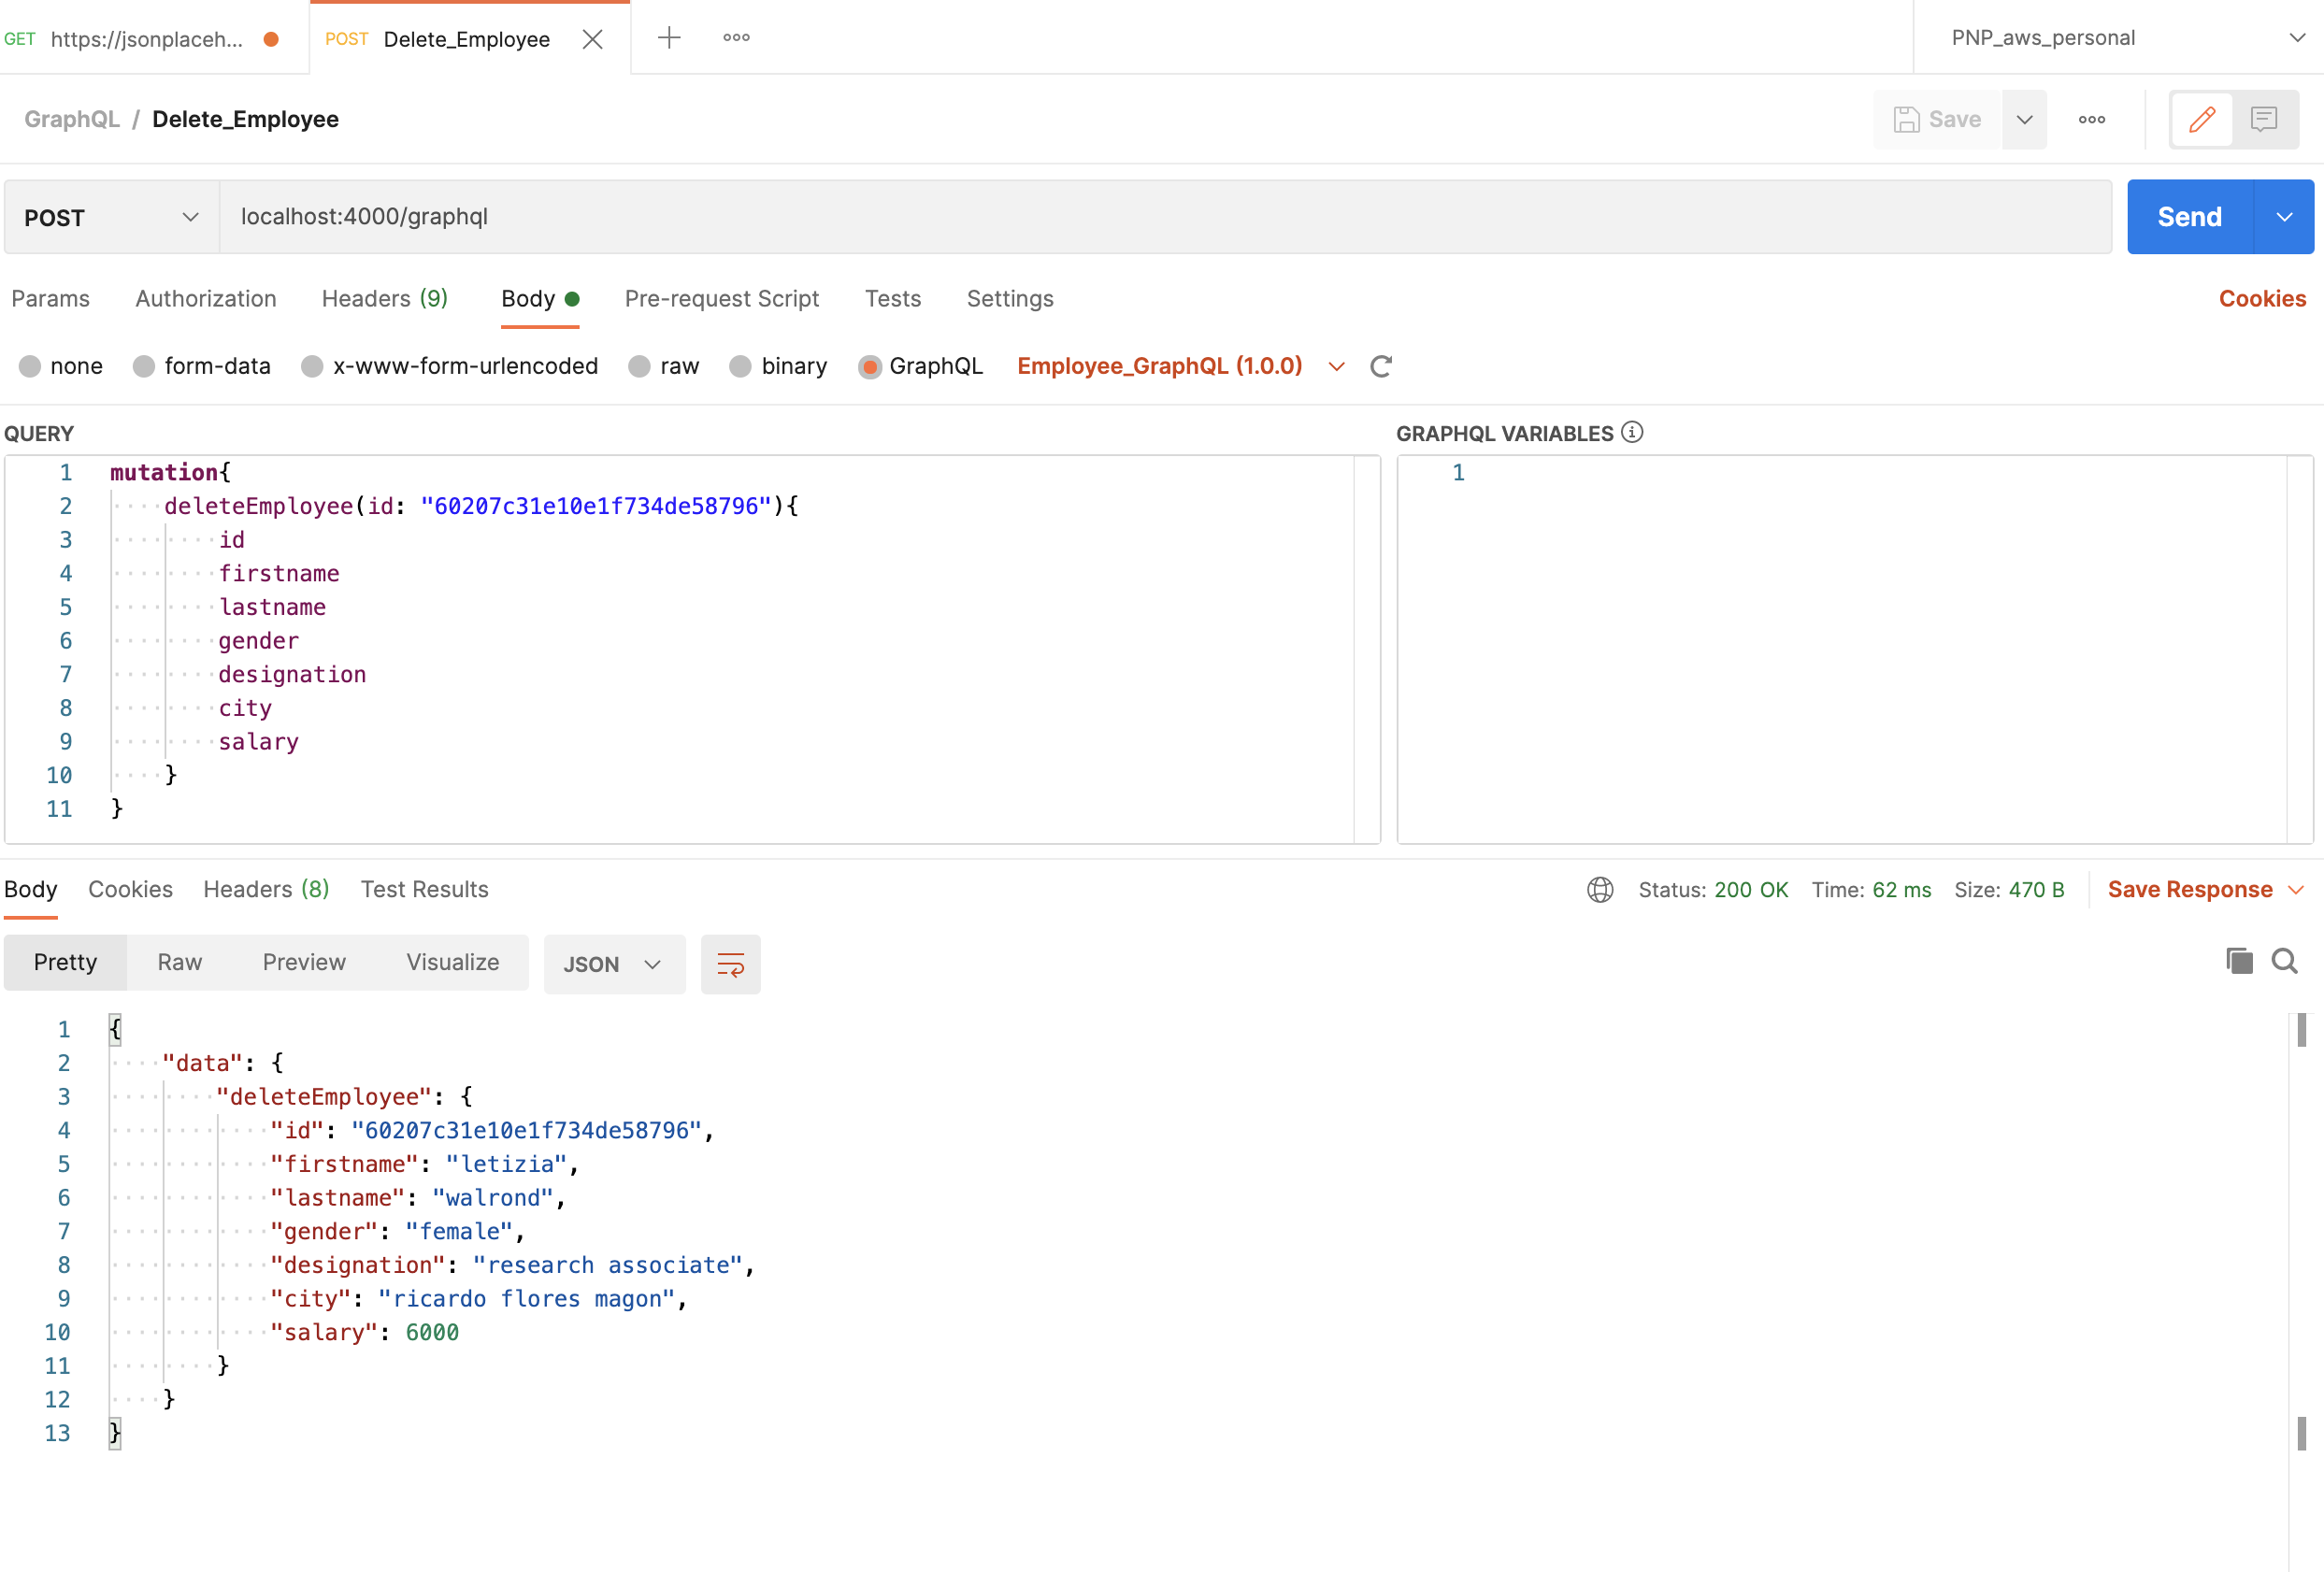 GET https://jsonplaceh... POST Delete_Employee PNP_aws_personal
GraphQL / Delete_Employee Save
POST localhost:4000/graphql Send
Params Authorization Headers (9) Body Pre-request Script Tests Settings Cookies
none form-data x-www-form-urlencoded raw binary GraphQL Employee_GraphQL (1.0.0)
QUERY GRAPHQL VARIABLES
1 mutation{ 1
2 deleteEmployee(id: "60207c31e10e1f734de58796"){
3 id
4 firstname
5 lastname
6 gender
7 designation
8 city
9 salary
10 }
11 }
Body Cookies Headers (8) Test Results Status: 200 OK Time: 62 ms Size: 470 B Save Response
Pretty Raw Preview Visualize JSON
1 {
2 "data": {
3 "deleteEmployee": {
4 "id": "60207c31e10e1f734de58796",
5 "firstname": "letizia",
6 "lastname": "walrond",
7 "gender": "female",
8 "designation": "research associate",
9 "city": "ricardo flores magon",
10 "salary": 6000
11 }
12 }
13 }